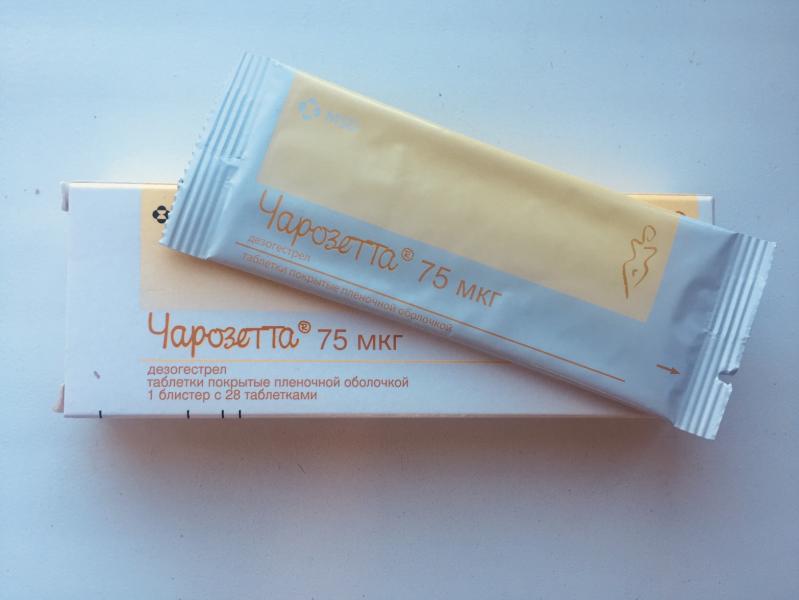 MSD
Чарозетта® 75 мкг
дезогестрел
таблетки покрытые пленочной оболочкой
Чарозетта® 75 мкг
дезогестрел
таблетки покрытые пленочной оболочкой
1 блистер с 28 таблетками